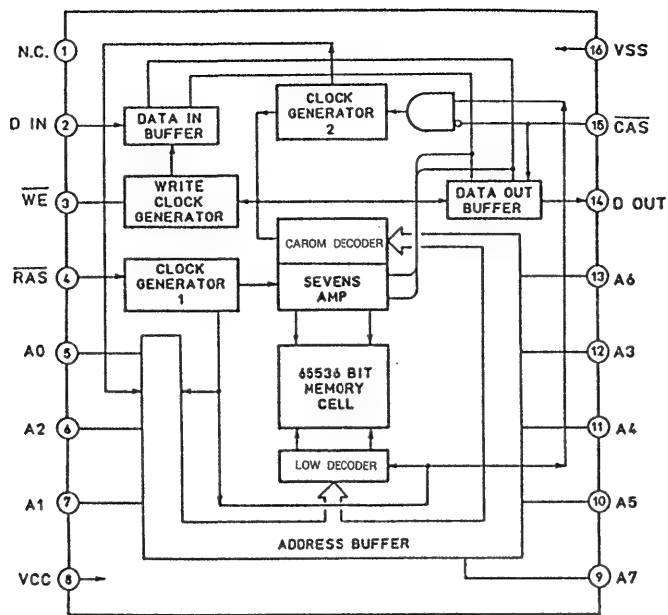 N.C. 1
16 VSS
D IN 2
DATA IN
BUFFER
CLOCK
GENERATOR
2
15 CAS
WE 3
WRITE
CLOCK
GENERATOR
DATA OUT
BUFFER
14 D OUT
RAS 4
CLOCK
GENERATOR
1
CAROM DECODER
SEVENS
AMP
13 A6
A0 5
65536 BIT
MEMORY
CELL
12 A3
A2 6
11 A4
LOW DECODER
A1 7
10 A5
ADDRESS BUFFER
VCC 8
9 A7